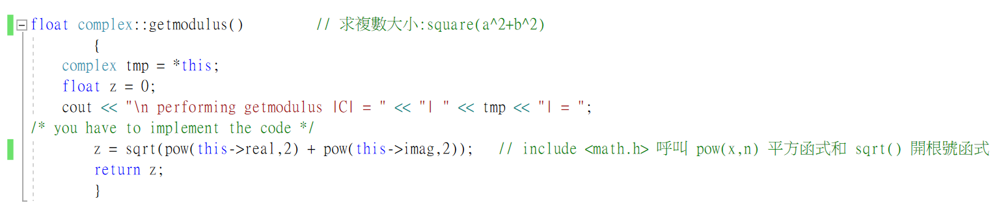 float complex::getmodulus() // 求複數大小:square(a^2+b^2)
{
complex tmp = *this;
float z = 0;
cout << "\n performing getmodulus |C| = " << "| " << tmp << "| = ";
/* you have to implement the code */
z = sqrt(pow(this->real,2) + pow(this->imag,2)); // include <math.h> 呼叫 pow(x,n) 平方函式和 sqrt() 開根號函式
return z;
}